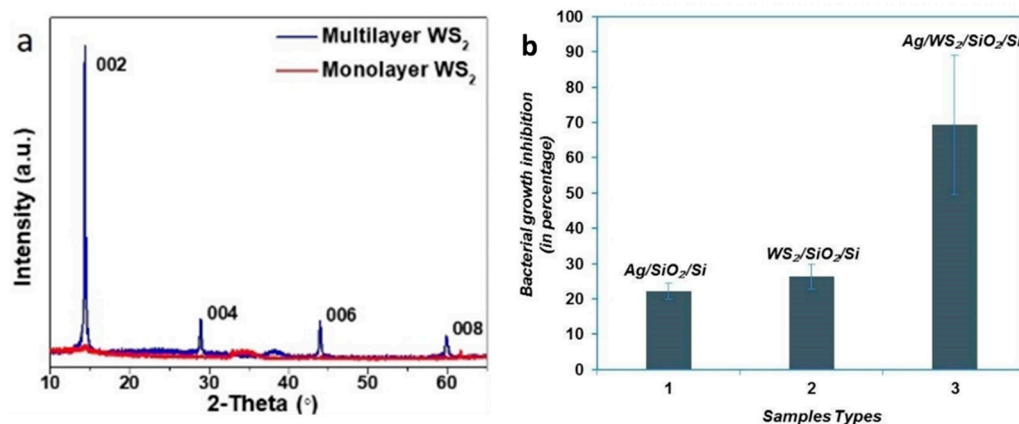 a
Multilayer WS₂
Monolayer WS₂
002
004
006
008
Intensity (a.u.)
10 20 30 40 50 60
2-Theta (◦)
b
100
90
80
70
60
50
40
30
20
10
0
Bacterial growth inhibition
(in percentage)
Ag/SiO₂/Si
WS₂/SiO₂/Si
Ag/WS₂/SiO₂/Si
1 2 3
Samples Types